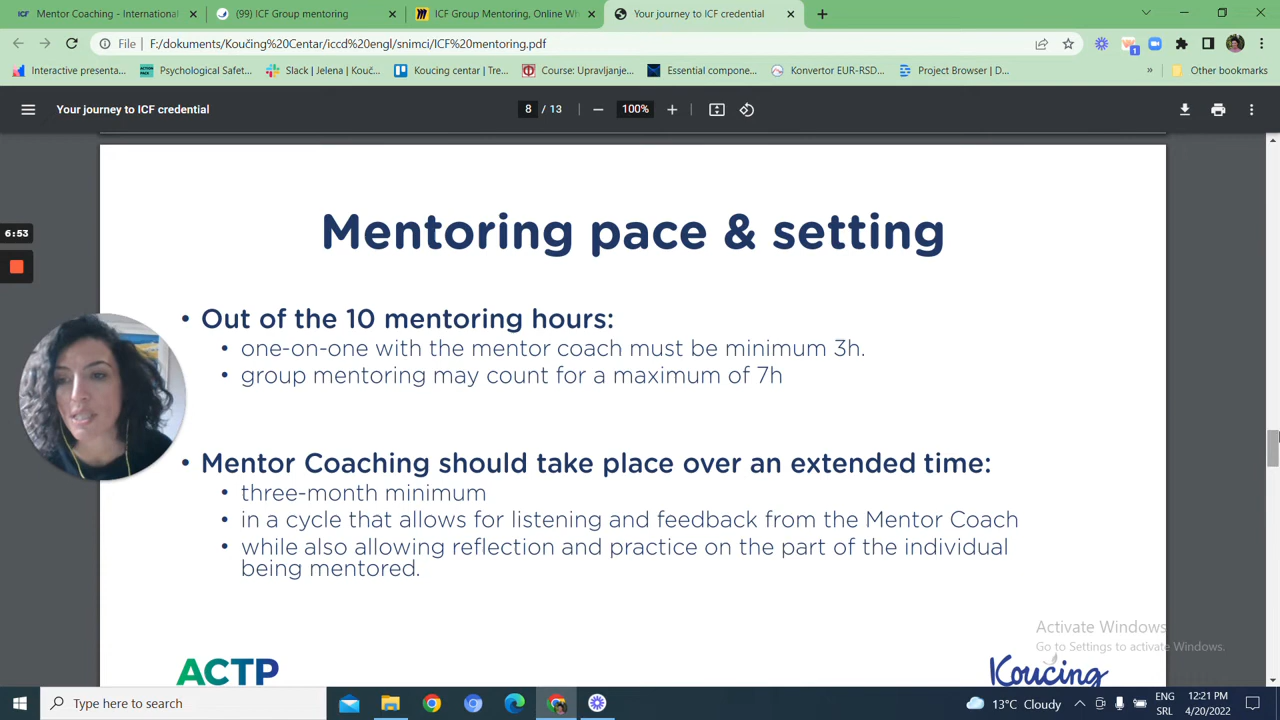 Mentor Coaching - International
(99) ICF Group mentoring
ICF Group Mentoring, Online Wh
Your journey to ICF credential
File
F:/dokumenta/Koučing%20Centar/iccd%20engl/snimci/ICF%20mentoring.pdf
1
Interactive presenta...
Psychological Safet...
Slack | Jelena | Kouč...
Koucing centar | Tre...
Course: Upravljanje...
Essential compone...
Konvertor EUR-RSD...
Project Browser | D...
»
Other bookmarks
Your journey to ICF credential
8 / 13
100%
Mentoring pace & setting
6:53
• Out of the 10 mentoring hours:
• one-on-one with the mentor coach must be minimum 3h.
• group mentoring may count for a maximum of 7h
• Mentor Coaching should take place over an extended time:
• three-month minimum
• in a cycle that allows for listening and feedback from the Mentor Coach
• while also allowing reflection and practice on the part of the individual
being mentored.
Activate Windows
Go to Settings to activate Windows.
ACTP
Koucing
Type here to search
13°C Cloudy
ENG
SRL
12:21 PM
4/20/2022